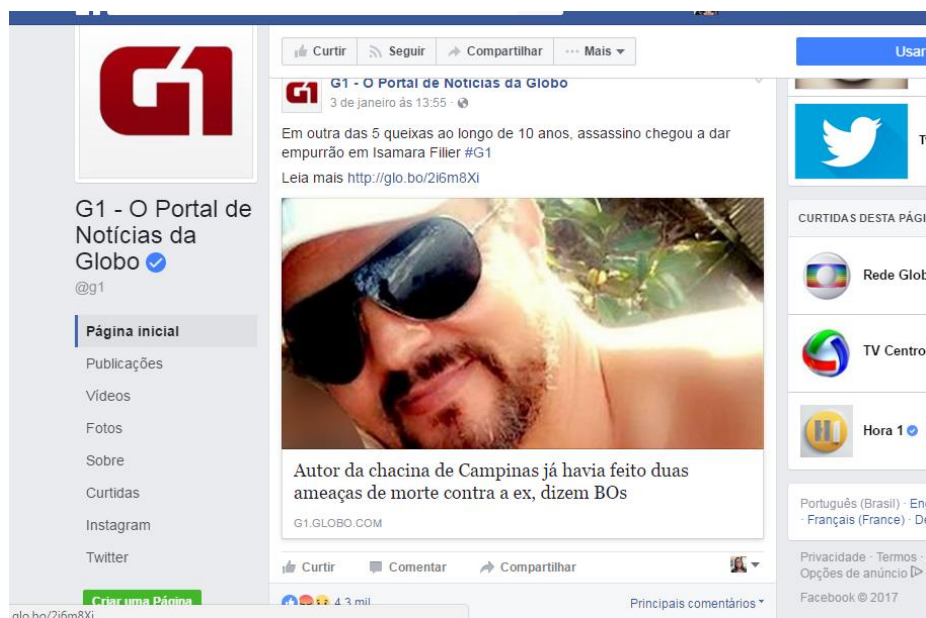 G1
Curtir
Seguir
Compartilhar
Mais
Usar
G1 - O Portal de Notícias da Globo
3 de janeiro às 13:55
Em outra das 5 queixas ao longo de 10 anos, assassino chegou a dar
empurrão em Isamara Filier #G1
Leia mais http://glo.bo/2i6m8Xi
Autor da chacina de Campinas já havia feito duas
ameaças de morte contra a ex, dizem BOs
G1.GLOBO.COM
Curtir
Comentar
Compartilhar
4,3 mil
Principais comentários
G1 - O Portal de
Notícias da
Globo
@g1
Página inicial
Publicações
Vídeos
Fotos
Sobre
Curtidas
Instagram
Twitter
Criar uma Página
glo.bo/2i6m8Xi
CURTIDAS DESTA PÁGI
Rede Glob
TV Centro
Hora 1
Português (Brasil) · En
· Français (France) · D
Privacidade · Termos ·
Opções de anúncio
Facebook © 2017